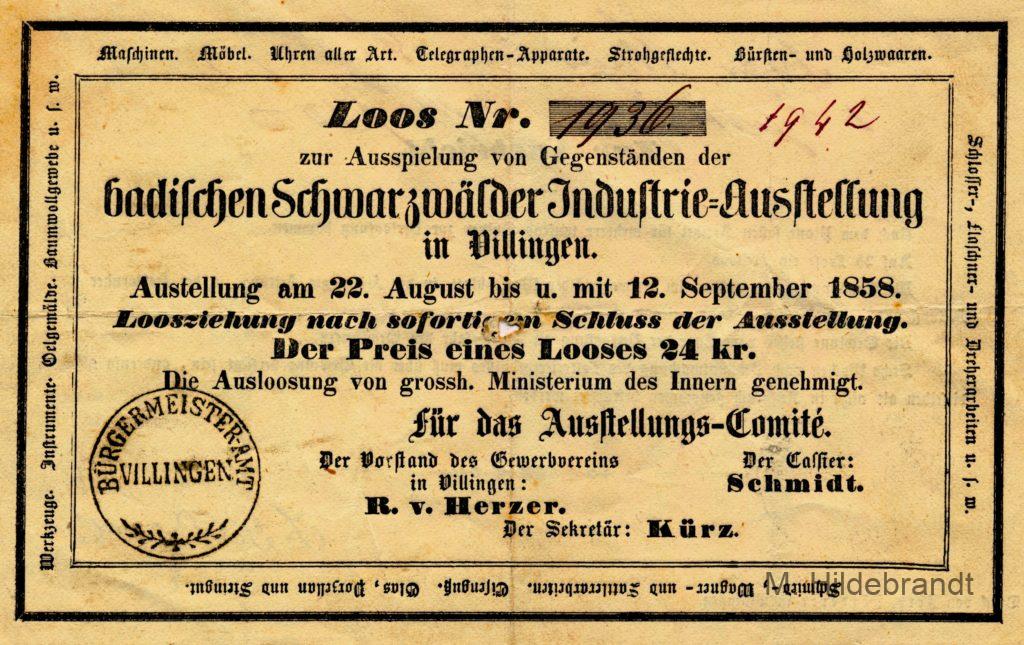 Maschinen. Möbel. Uhren aller Art. Telegraphen-Apparate. Strohgeflechte. Bürsten- und Holzwaaren.
Loos Nr. 1936. 1942
zur Ausspielung von Gegenständen der
badischen Schwarzwälder Industrie-Ausstellung
in Villingen.
Austellung am 22. August bis u. mit 12. September 1858.
Loosziehung nach sofortigem Schluss der Ausstellung.
Der Preis eines Looses 24 kr.
Die Ausloosung von grossh. Ministerium des Innern genehmigt.
für das Ausstellungs-Comité.
Der Vorstand des Gewerbvereins
in Villingen:
R. v. Herzer.
Der Cassier:
Schmidt.
Der Sekretär: Kürz.
BÜRGERMEISTER-AMT
VILLINGEN
Schlosser-, Flaschner- und Dreherarbeiten u. s. w.
Schmied-, Wagner- und Sattlerarbeiten. Eisenguß. Glas, Porzellan und Steingut.
Werkzeuge. Instrumente. Oelgemälde. Baumwollgewebe u. s. w.
M. Hildebrandt